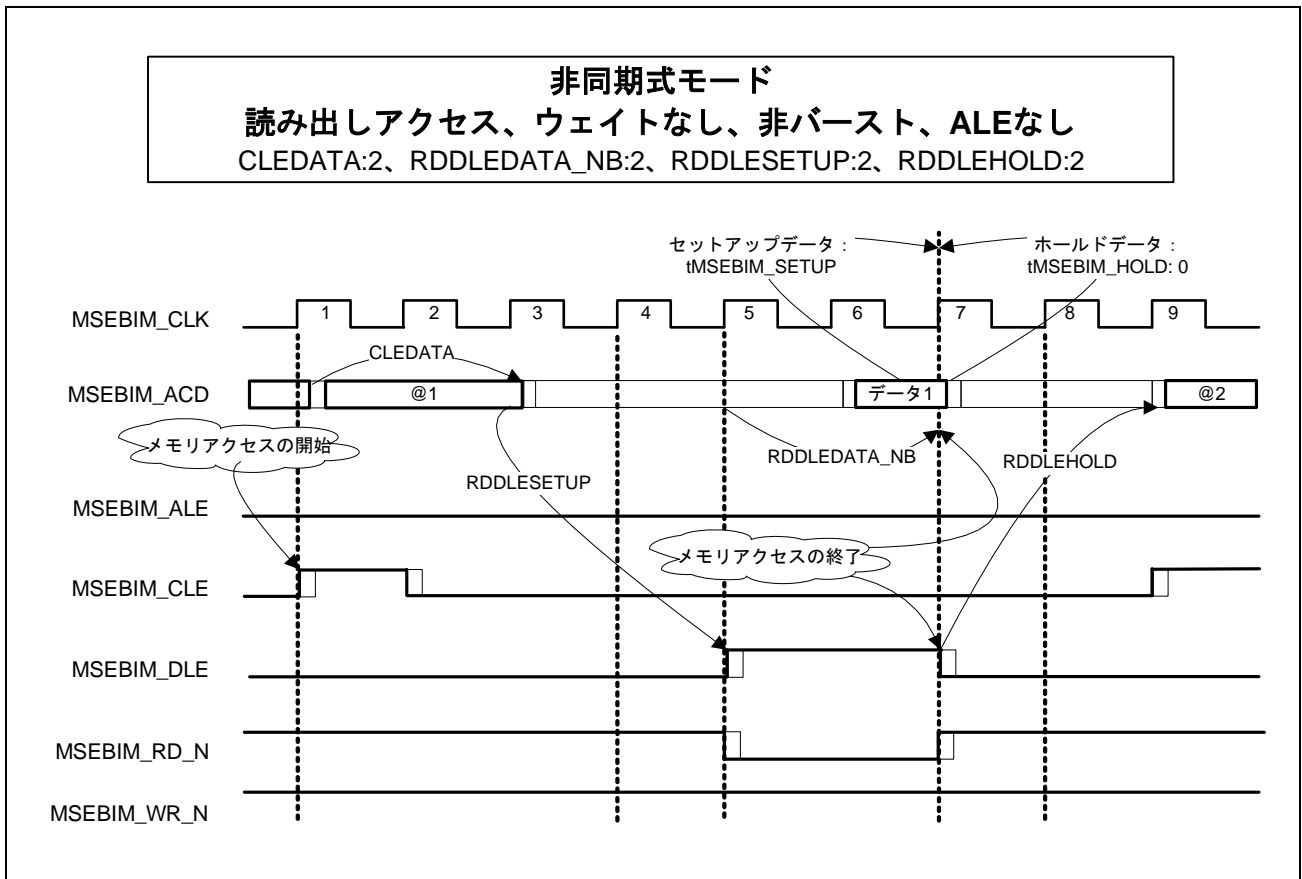 非同期式モード
読み出しアクセス、ウェイトなし、非バースト、ALEなし
CLEDATA:2、RDDLEDATA_NB:2、RDDLESETUP:2、RDDLEHOLD:2
セットアップデータ:
tMSEBIM_SETUP
ホールドデータ:
tMSEBIM_HOLD: 0
MSEBIM_CLK
1 2 3 4 5 6 7 8 9
CLEDATA
MSEBIM_ACD
@1 データ1 @2
メモリアクセスの開始
RDDLEDATA_NB
RDDLEHOLD
RDDLESETUP
MSEBIM_ALE
メモリアクセスの終了
MSEBIM_CLE
MSEBIM_DLE
MSEBIM_RD_N
MSEBIM_WR_N